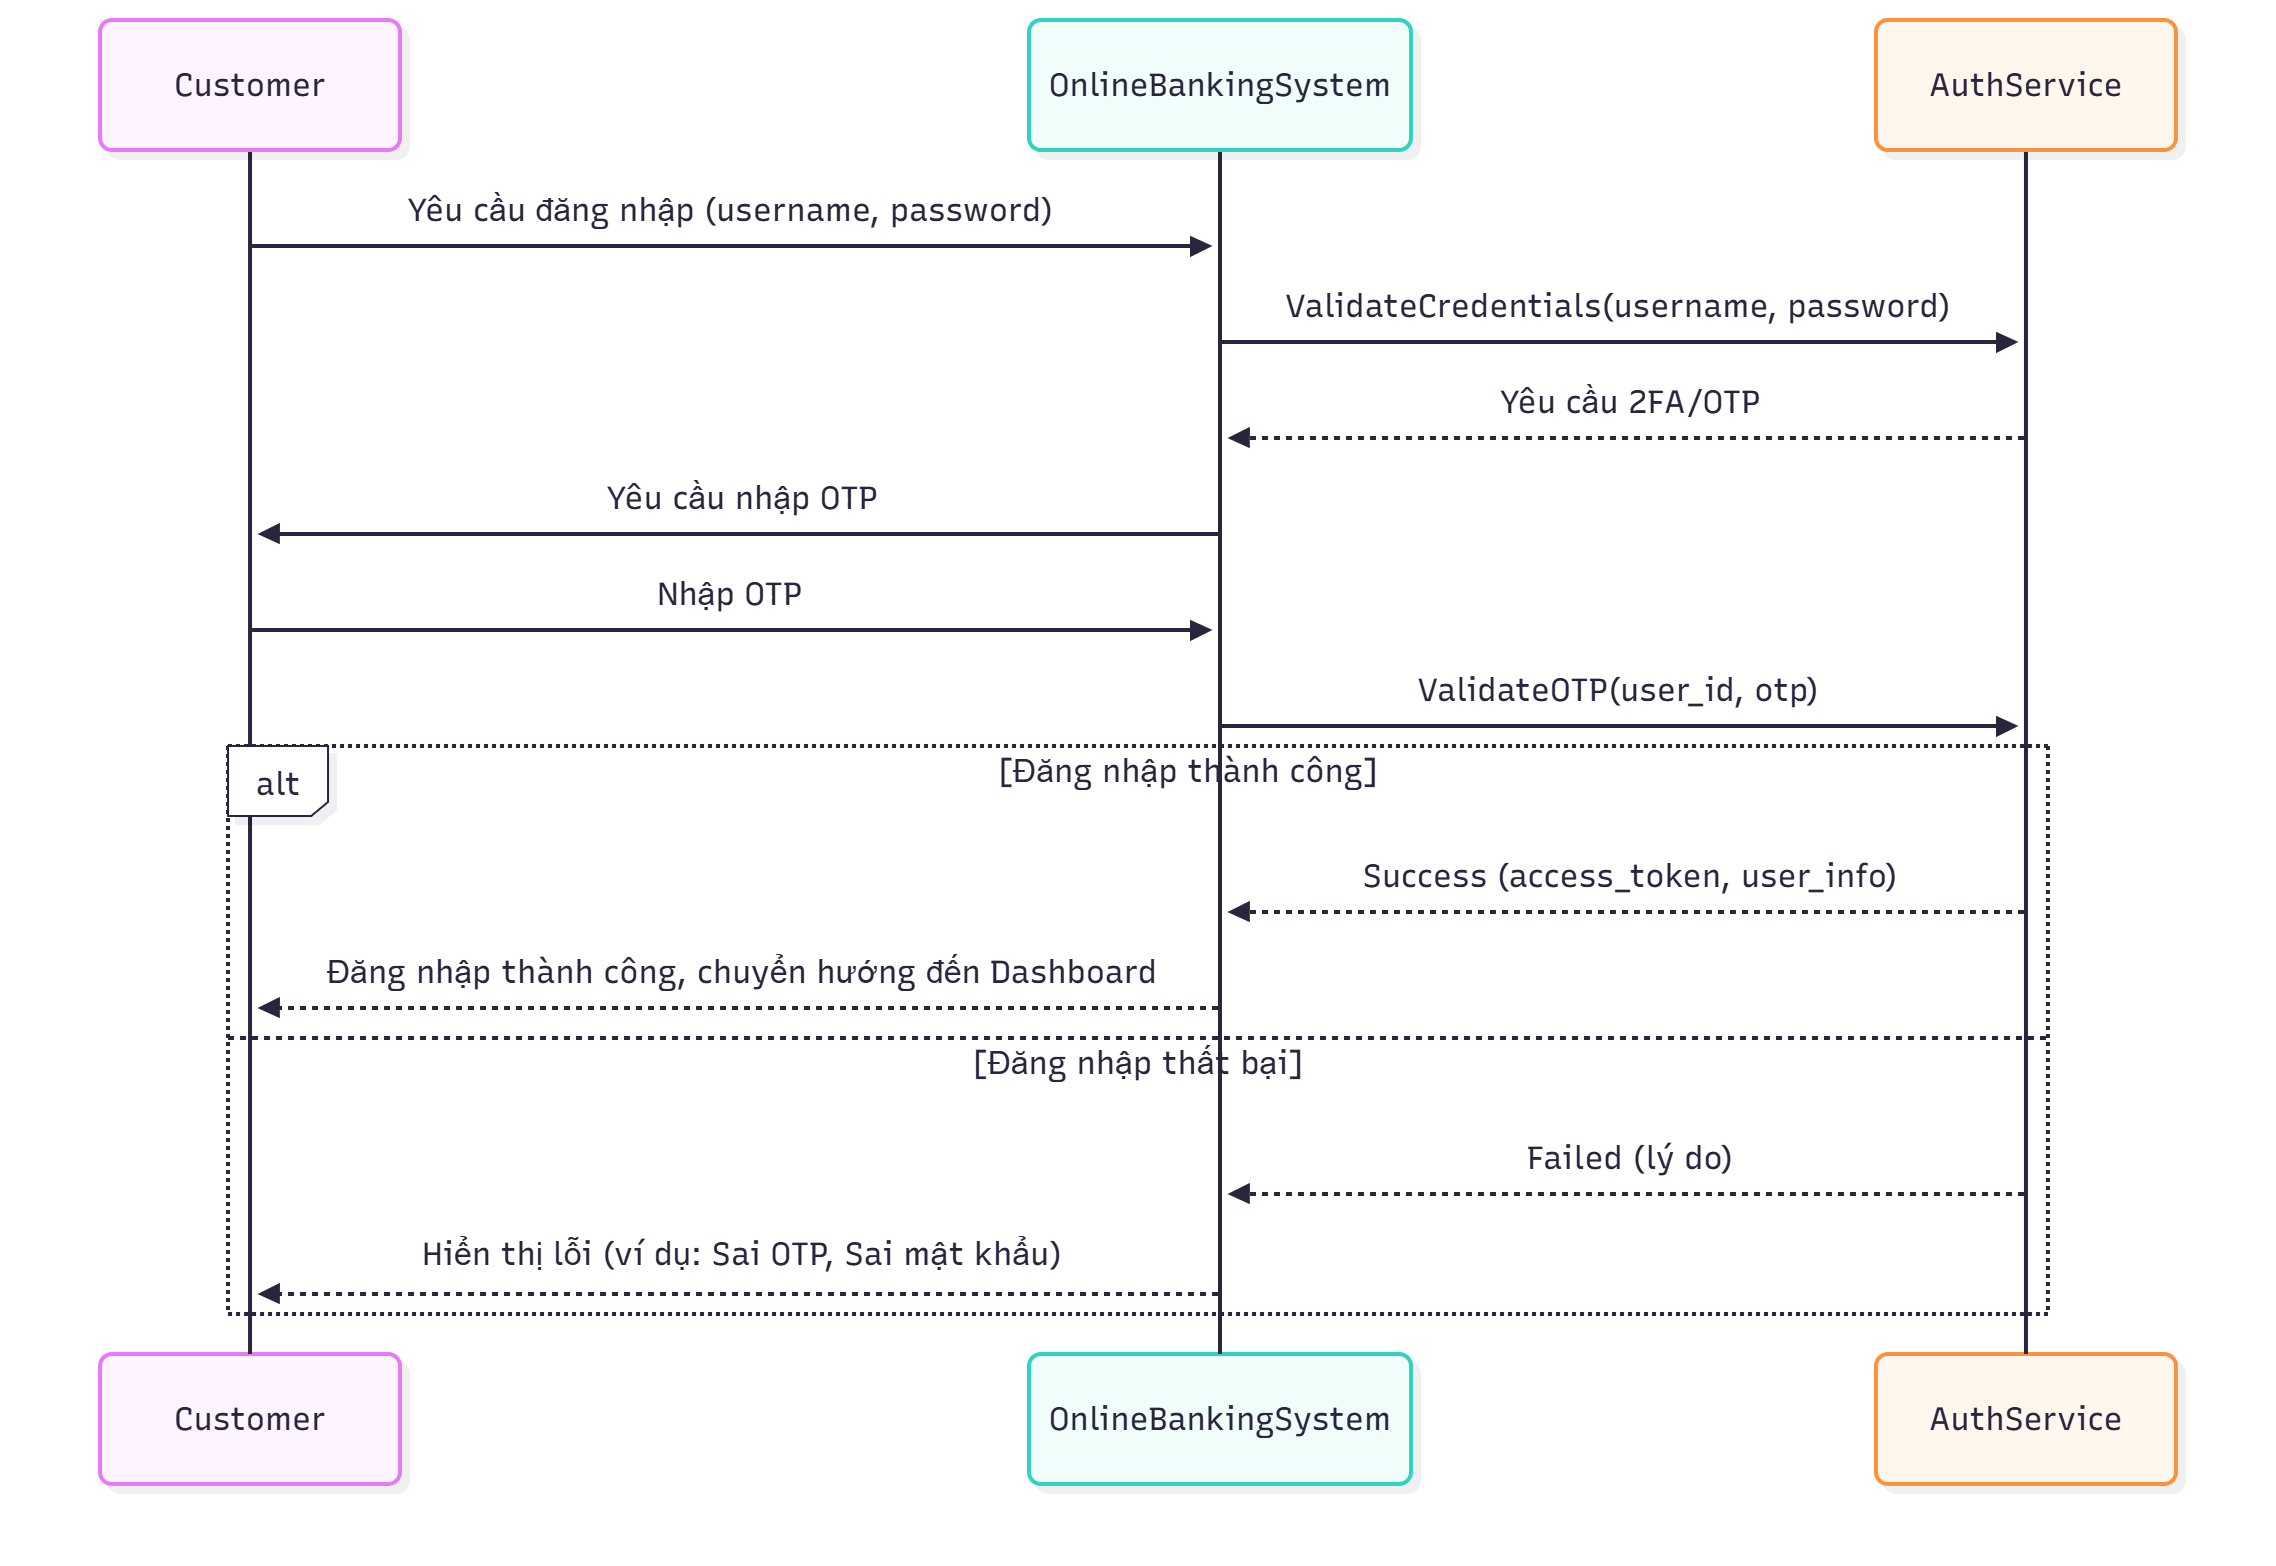 Customer
OnlineBankingSystem
AuthService
Yêu cầu đăng nhập (username, password)
ValidateCredentials(username, password)
Yêu cầu 2FA/OTP
Yêu cầu nhập OTP
Nhập OTP
ValidateOTP(user_id, otp)
alt
[Đăng nhập thành công]
Success (access_token, user_info)
Đăng nhập thành công, chuyển hướng đến Dashboard
[Đăng nhập thất bại]
Failed (lý do)
Hiển thị lỗi (ví dụ: Sai OTP, Sai mật khẩu)
Customer
OnlineBankingSystem
AuthService